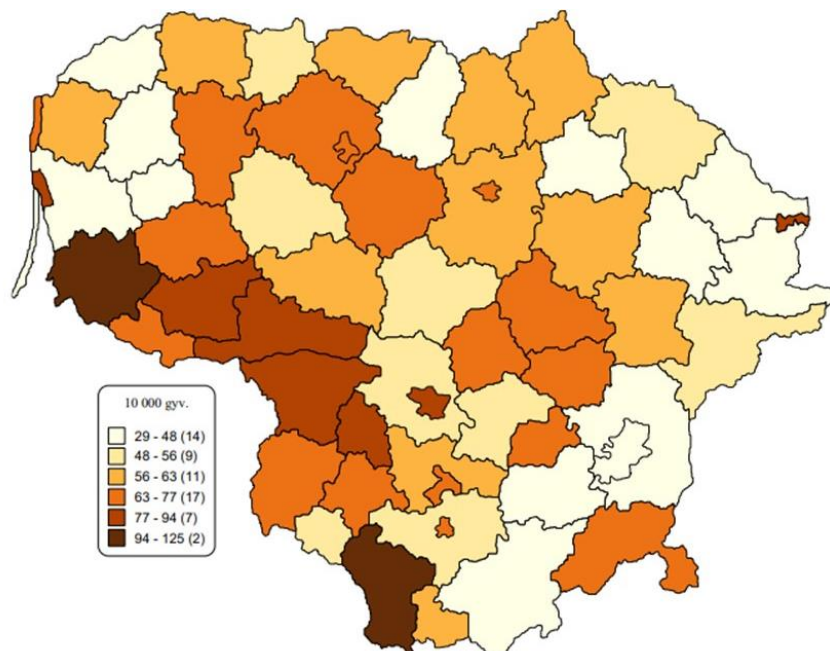 10 000 gyv.
29 - 48 (14)
48 - 56 (9)
56 - 63 (11)
63 - 77 (17)
77 - 94 (7)
94 - 125 (2)